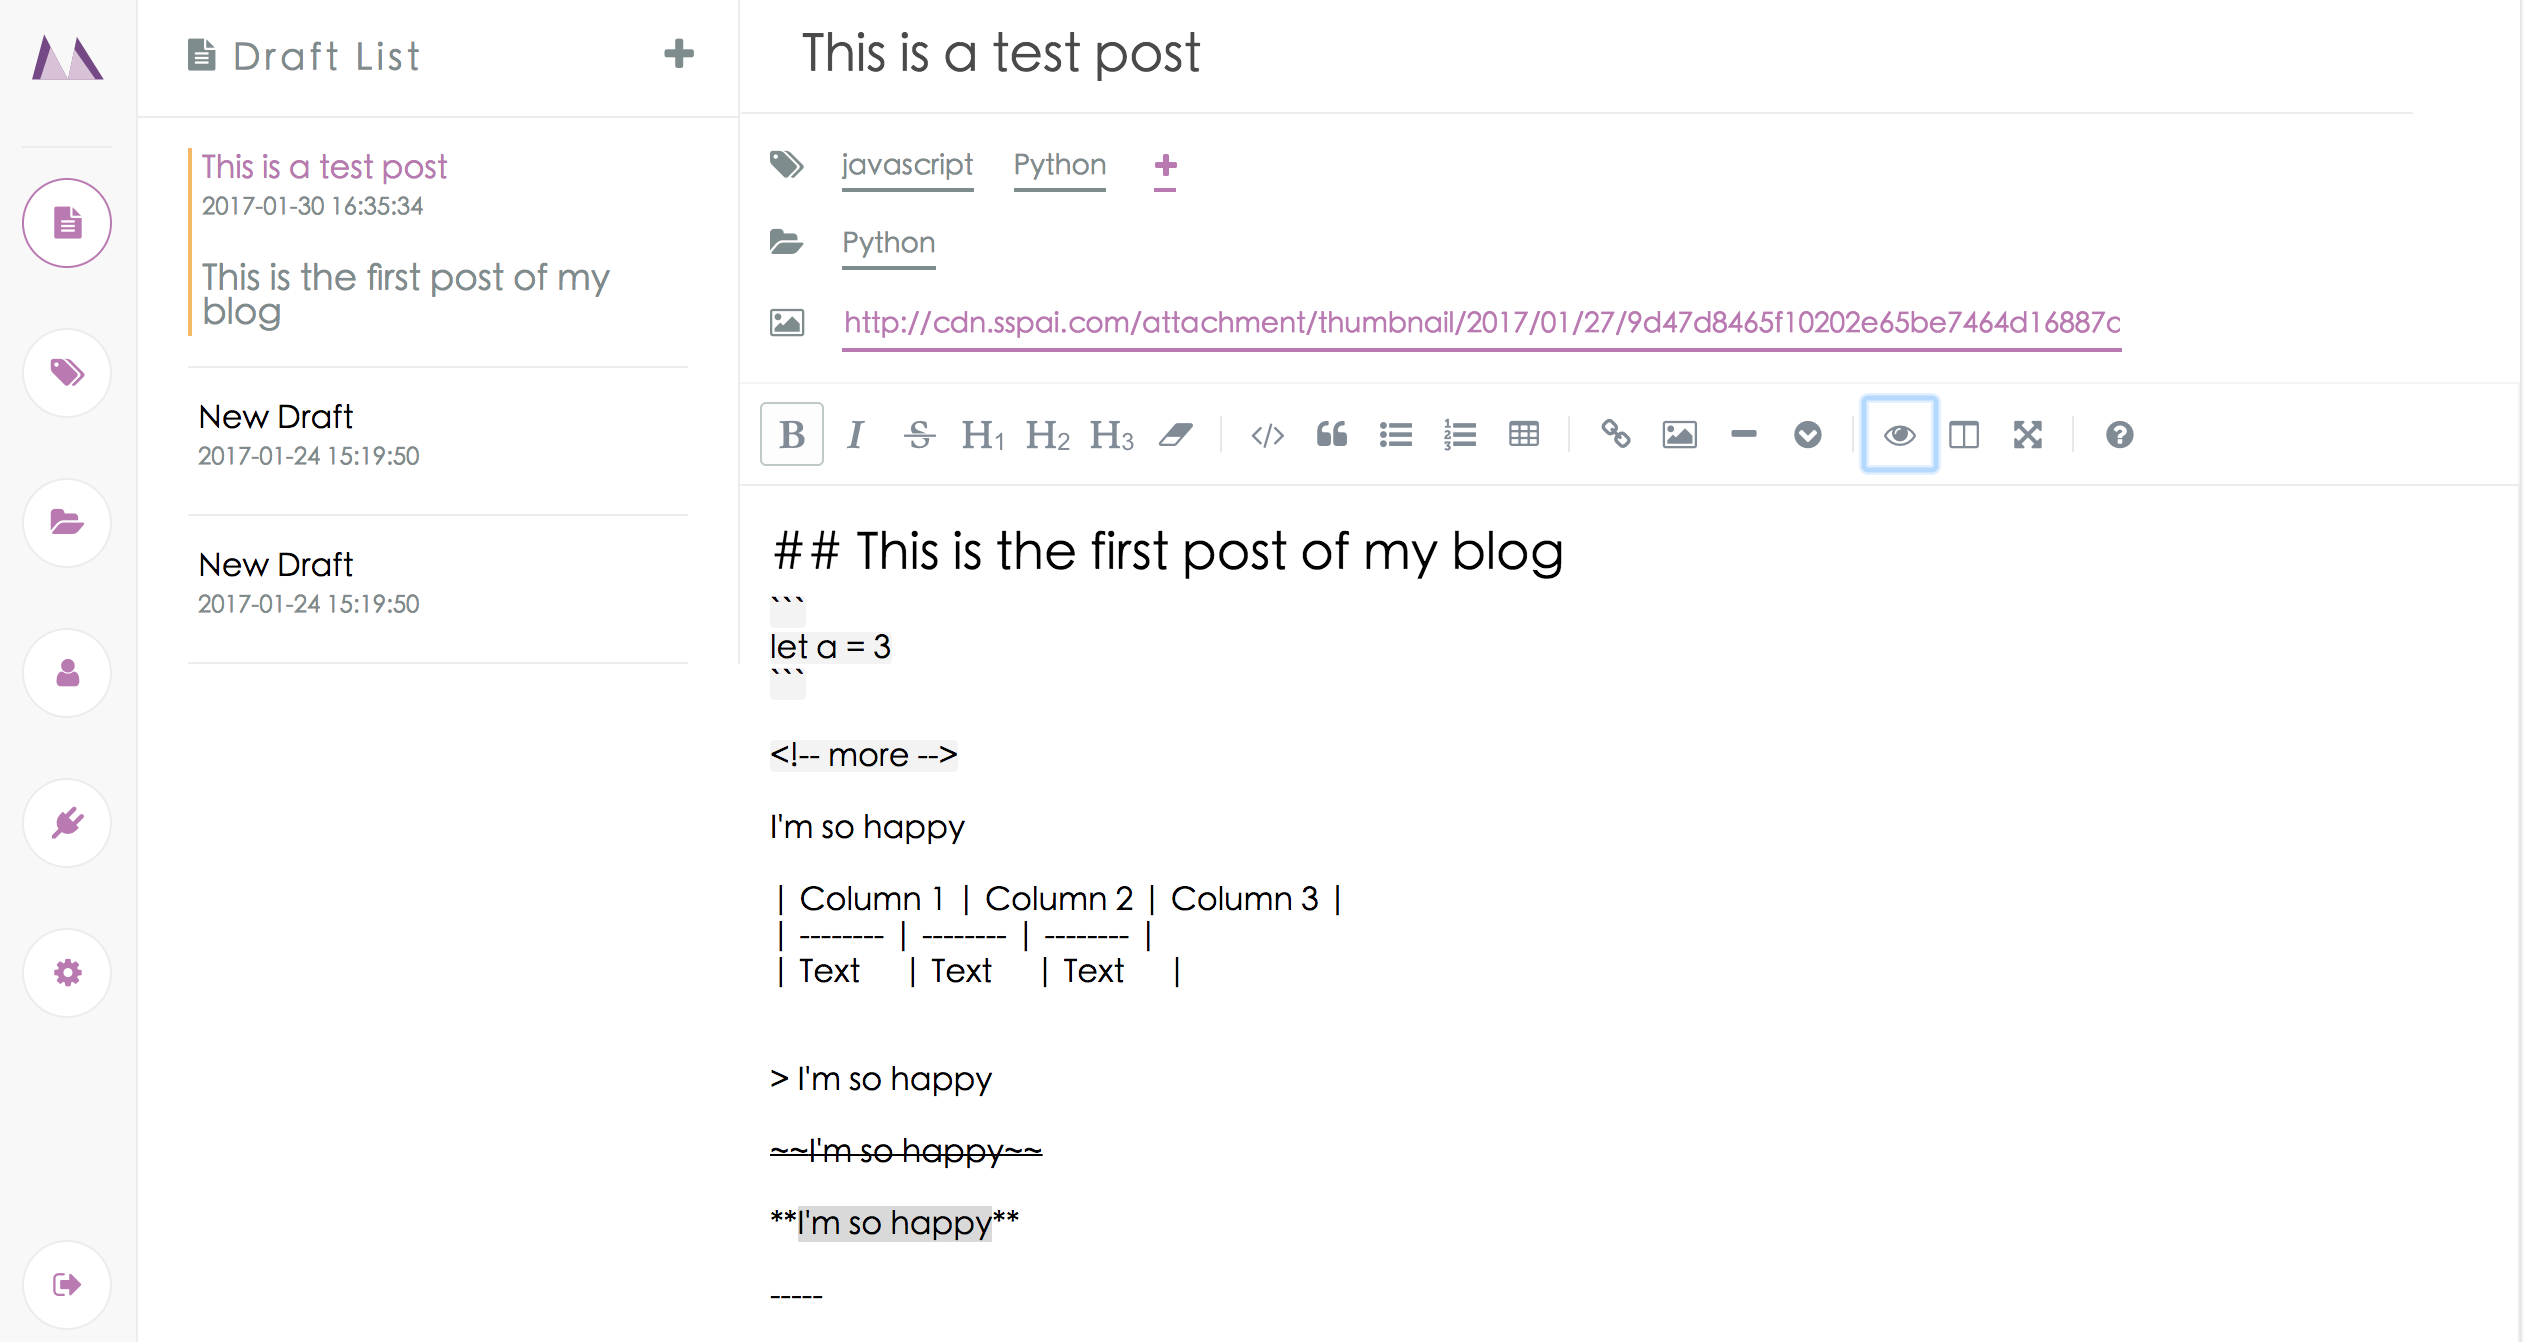 Draft List
This is a test post
2017-01-30 16:35:34
This is the first post of my
blog
New Draft
2017-01-24 15:19:50
New Draft
2017-01-24 15:19:50
This is a test post
javascript Python
Python
http://cdn.sspai.com/attachment/thumbnail/2017/01/27/9d47d8465f10202e65be7464d16887c
B I S H1 H2 H3
## This is the first post of my blog
```
let a = 3
```
<!-- more -->
I'm so happy
| Column 1 | Column 2 | Column 3 |
| -------- | -------- | -------- |
| Text     | Text     | Text     |
> I'm so happy
~~I'm so happy~~
**I'm so happy**
-----